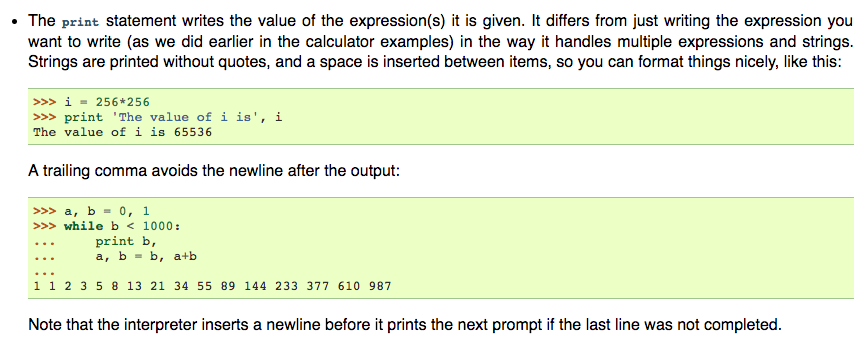 • The print statement writes the value of the expression(s) it is given. It differs from just writing the expression you
want to write (as we did earlier in the calculator examples) in the way it handles multiple expressions and strings.
Strings are printed without quotes, and a space is inserted between items, so you can format things nicely, like this:
>>> i = 256*256
>>> print 'The value of i is', i
The value of i is 65536
A trailing comma avoids the newline after the output:
>>> a, b = 0, 1
>>> while b < 1000:
...     print b,
...     a, b = b, a+b
...
1 1 2 3 5 8 13 21 34 55 89 144 233 377 610 987
Note that the interpreter inserts a newline before it prints the next prompt if the last line was not completed.